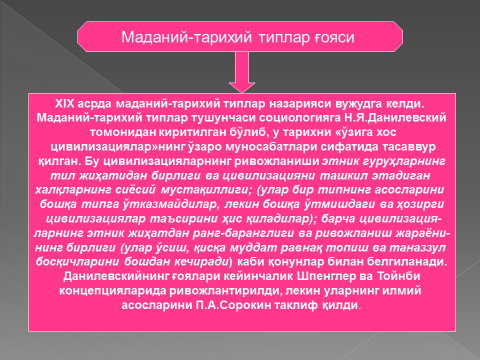 Маданий-тарихий типлар ғояси
XIX асрда маданий-тарихий типлар назарияси вужудга келди.
Маданий-тарихий типлар тушунчаси социологияга Н.Я.Данилевский
томонидан киритилган бўлиб, у тарихни «ўзига хос
цивилизациялар»нинг ўзаро муносабатлари сифатида тасаввур
қилган. Бу цивилизацияларнинг ривожланиши этник гуруҳларнинг
тил жиҳатидан бирлиги ва цивилизацияни ташкил этадиган
халқларнинг сиёсий мустақиллиги; (улар бир типнинг асосларини
бошқа типга ўтказмайдилар, лекин бошқа ўтмишдаги ва ҳозирги
цивилизациялар таъсирини ҳис қиладилар); барча цивилизация-
ларнинг этник жиҳатдан ранг-баранглиги ва ривожланиш жараёни-
нинг бирлиги (улар ўсиш, қисқа муддат равнақ топиш ва таназзул
босқичларини бошдан кечиради) каби қонунлар билан белгиланади.
Данилевскийнинг ғоялари кейинчалик Шпенглер ва Тойнби
концепцияларида ривожлантирилди, лекин уларнинг илмий
асосларини П.А.Сорокин таклиф қилди.